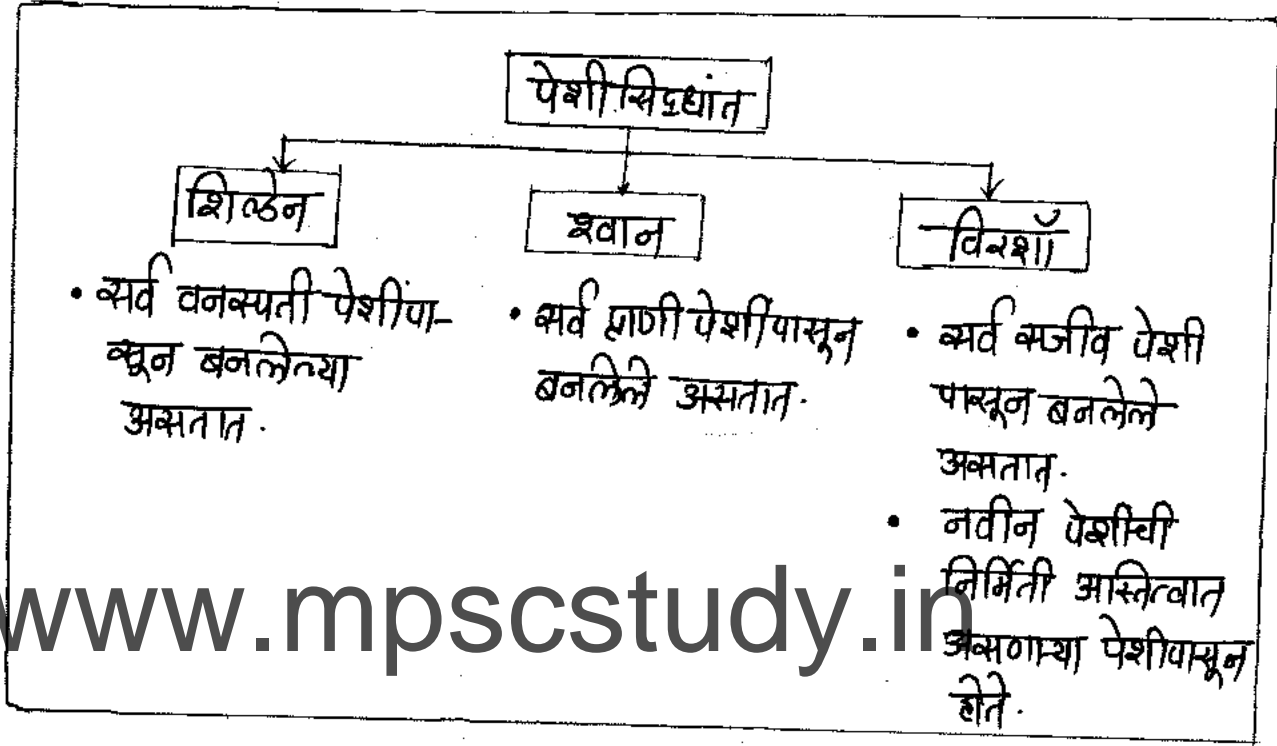 पेशी सिद्धांत
शिल्डेन
श्वान
विरशॉ
• सर्व वनस्पती पेशींपा-
सून बनलेल्या
असतात.
• सर्व प्राणी पेशींपासून
बनलेले असतात.
• सर्व सजीव पेशी
पासून बनलेले
असतात.
• नवीन पेशींची
निर्मिती अस्तित्वात
असणाऱ्या पेशीपासून
होते.
www.mpscstudy.in